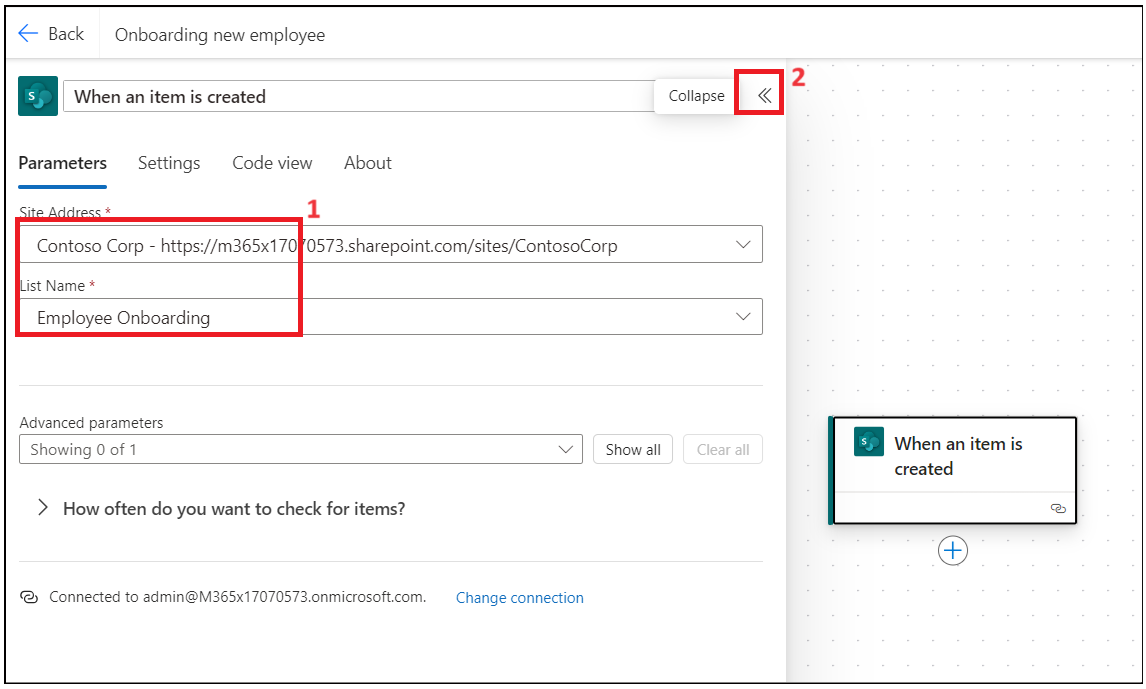 Back
Onboarding new employee
When an item is created
Collapse
2
Parameters Settings Code view About
1
Site Address *
Contoso Corp - https://m365x17070573.sharepoint.com/sites/ContosoCorp
List Name *
Employee Onboarding
Advanced parameters
Showing 0 of 1
Show all
Clear all
How often do you want to check for items?
Connected to admin@M365x17070573.onmicrosoft.com. Change connection
S
When an item is
created